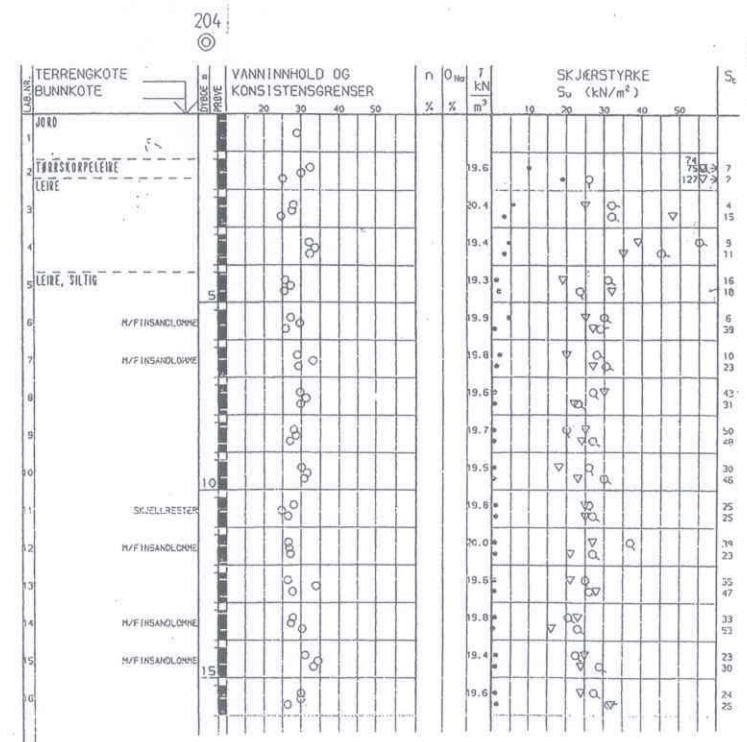 204
LAB.NR. TERRENGKOTE DYBDE m PRØVE VANNINNHOLD OG n O Na γ SKJÆRSTYRKE St
BUNNKOTE KONSISTENSGRENSER kN Su (kN/m²)
20 30 40 50 % % m³ 10 20 30 40 50
JORD
1
74
TØRRSKORPELEIRE 19.6 75 7
2 127 7
LEIRE
20.4 4
3 15
19.4 9
4 11
LEIRE, SILTIG 19.3 16
5 5 18
19.9 6
6 M/FINSANDLOMME 39
19.8 10
7 M/FINSANDLOMME 23
19.6 43
8 31
19.7 50
9 48
19.5 30
10 10 46
19.8 25
11 SKJELLRESTER 25
20.0 39
12 M/FINSANDLOMME 23
19.6 35
13 47
19.8 33
14 M/FINSANDLOMME 53
19.4 23
15 M/FINSANDLOMME 30
15
19.6 24
16 25